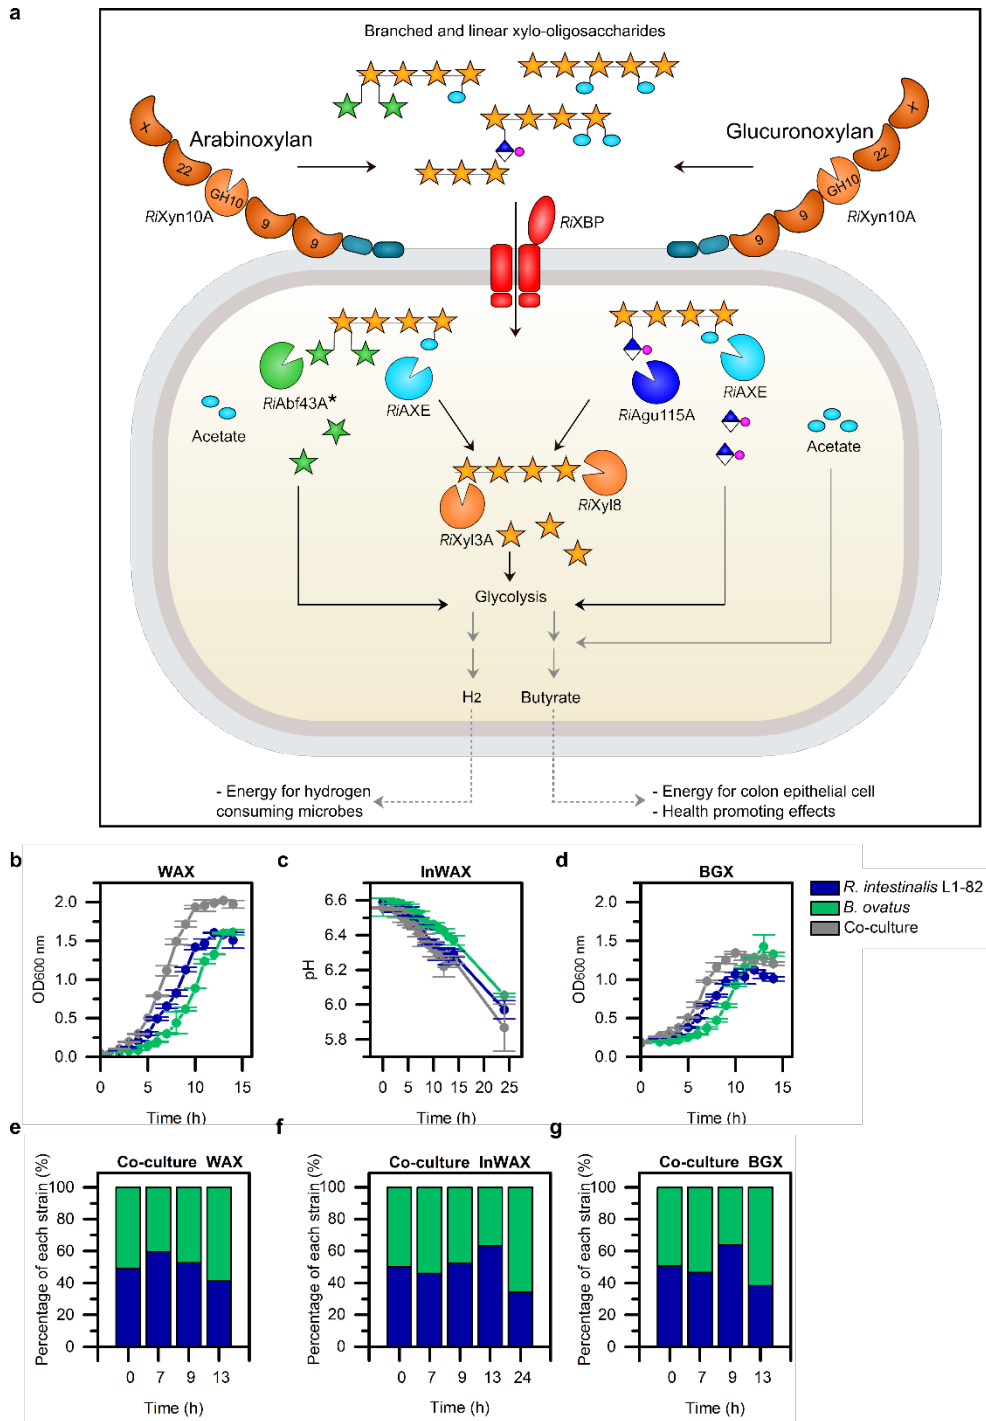 a
Branched and linear xylo-oligosaccharides
Arabinoxylan
Glucuronoxylan
X
22
GH10
9
9
RiXyn10A
X
22
GH10
9
9
RiXyn10A
RiXBP
RiAbf43A*
RiAXE
RiAgu115A
RiAXE
Acetate
Acetate
RiXyl3A
RiXyl8
Glycolysis
H2
Butyrate
- Energy for hydrogen
consuming microbes
- Energy for colon epithelial cell
- Health promoting effects
b
WAX
OD600 nm
2.0
1.5
1.0
0.5
0.0
0 5 10 15
Time (h)
c
InWAX
pH
6.6
6.4
6.2
6.0
5.8
0 5 10 15 20 25
Time (h)
d
BGX
OD600 nm
2.0
1.5
1.0
0.5
0.0
0 5 10 15
Time (h)
R. intestinalis L1-82
B. ovatus
Co-culture
e
Co-culture WAX
Percentage of each strain (%)
100
80
60
40
20
0
0 7 9 13
Time (h)
f
Co-culture InWAX
Percentage of each strain (%)
100
80
60
40
20
0
0 7 9 13 24
Time (h)
g
Co-culture BGX
Percentage of each strain (%)
100
80
60
40
20
0
0 7 9 13
Time (h)